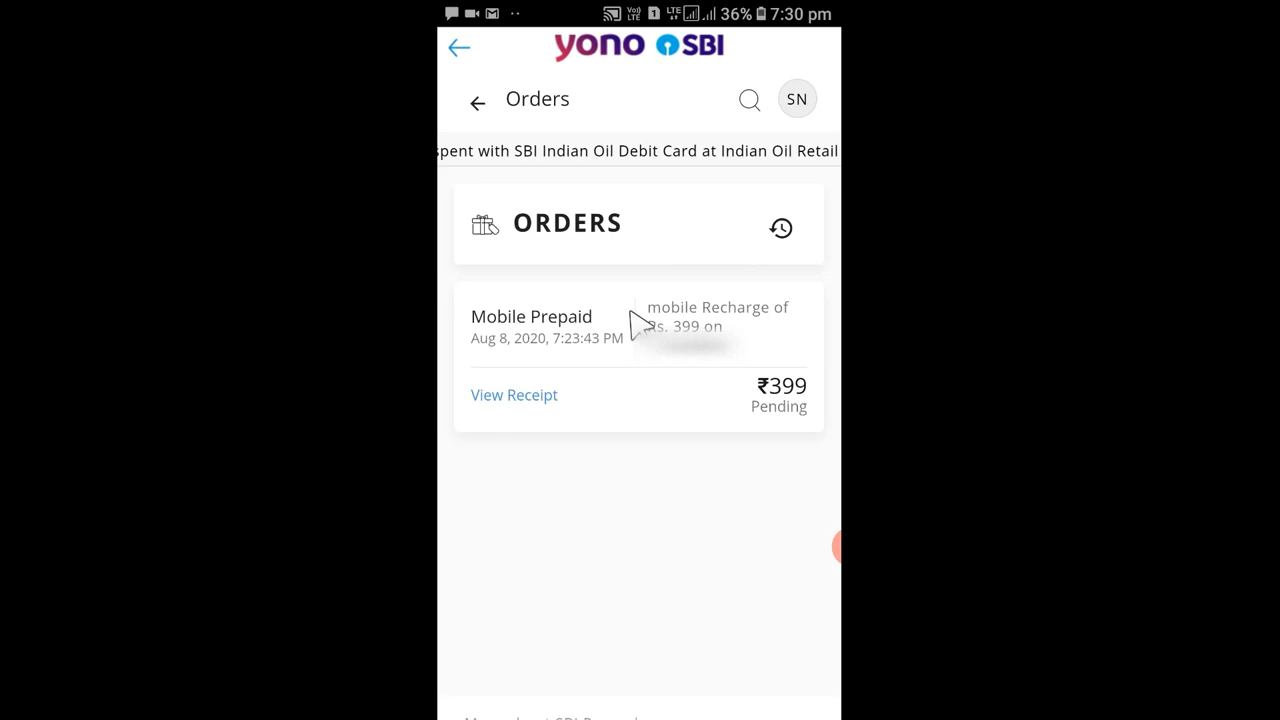 36% 7:30 pm
yono SBI
Orders
SN
spent with SBI Indian Oil Debit Card at Indian Oil Retail
ORDERS
Mobile Prepaid
Aug 8, 2020, 7:23:43 PM
mobile Recharge of
Rs. 399 on
View Receipt
₹399
Pending